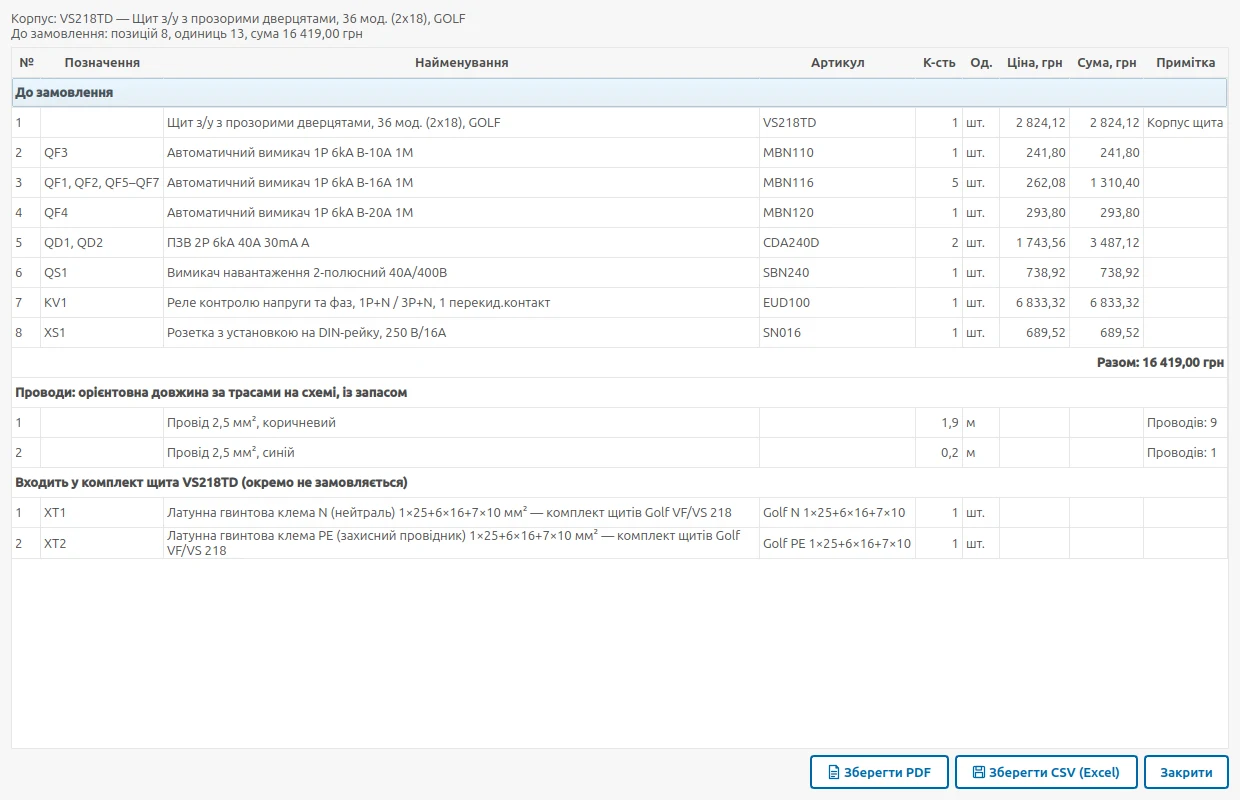 Корпус: VS218TD — Щит з/у з прозорими дверцятами, 36 мод. (2x18), GOLF
До замовлення: позицій 8, одиниць 13, сума 16 419,00 грн
№ Позначення Найменування Артикул К-сть Од. Ціна, грн Сума, грн Примітка
До замовлення
1 Щит з/у з прозорими дверцятами, 36 мод. (2x18), GOLF VS218TD 1 шт. 2 824,12 2 824,12 Корпус щита
2 QF3 Автоматичний вимикач 1P 6kA B-10A 1M MBN110 1 шт. 241,80 241,80
3 QF1, QF2, QF5–QF7 Автоматичний вимикач 1P 6kA B-16A 1M MBN116 5 шт. 262,08 1 310,40
4 QF4 Автоматичний вимикач 1P 6kA B-20A 1M MBN120 1 шт. 293,80 293,80
5 QD1, QD2 ПЗВ 2P 6kA 40A 30mA A CDA240D 2 шт. 1 743,56 3 487,12
6 QS1 Вимикач навантаження 2-полюсний 40А/400В SBN240 1 шт. 738,92 738,92
7 KV1 Реле контролю напруги та фаз, 1P+N / 3P+N, 1 перекид.контакт EUD100 1 шт. 6 833,32 6 833,32
8 XS1 Розетка з установкою на DIN-рейку, 250 В/16А SN016 1 шт. 689,52 689,52
Разом: 16 419,00 грн
Проводи: орієнтовна довжина за трасами на схемі, із запасом
1 Провід 2,5 мм², коричневий 1,9 м Проводів: 9
2 Провід 2,5 мм², синій 0,2 м Проводів: 1
Входить у комплект щита VS218TD (окремо не замовляється)
1 XT1 Латунна гвинтова клема N (нейтраль) 1×25+6×16+7×10 мм² — комплект щитів Golf VF/VS 218 Golf N 1×25+6×16+7×10 1 шт.
2 XT2 Латунна гвинтова клема PE (захисний провідник) 1×25+6×16+7×10 мм² — комплект щитів Golf
VF/VS 218 Golf PE 1×25+6×16+7×10 1 шт.
Зберегти PDF Зберегти CSV (Excel) Закрити